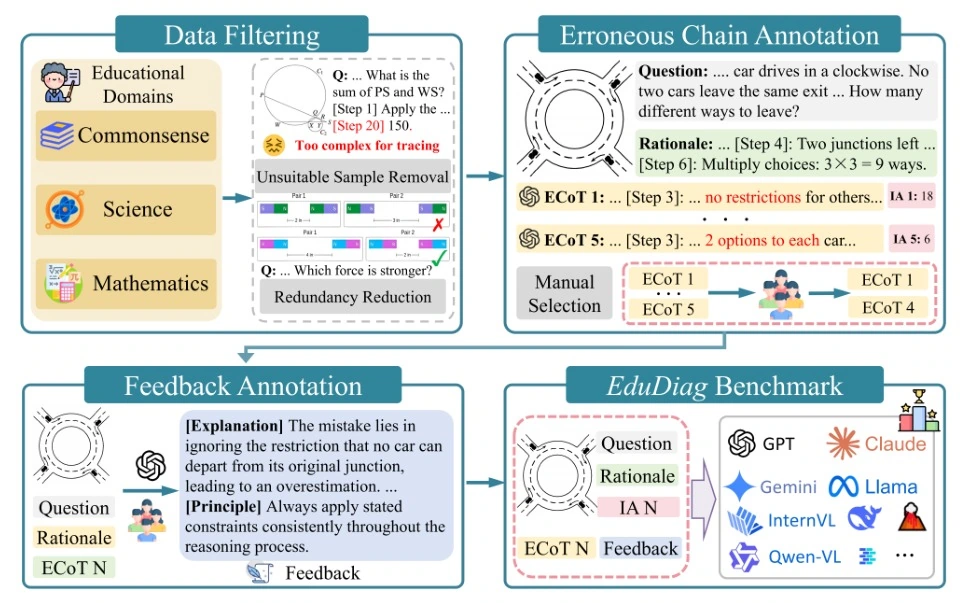 Data Filtering
Educational
Domains
Commonsense
Science
Mathematics
Q: ... What is the
sum of PS and WS?
[Step 1] Apply the ...
[Step 20] 150.
Too complex for tracing
Unsuitable Sample Removal
Pair 1
Pair 2
Pair 1
Pair 2
Q: ... Which force is stronger?
Redundancy Reduction
Erroneous Chain Annotation
Question: .... car drives in a clockwise. No
two cars leave the same exit ... How many
different ways to leave?
Rationale: ... [Step 4]: Two junctions left ...
[Step 6]: Multiply choices: 3×3 = 9 ways.
ECoT 1: ... [Step 3]: ... no restrictions for others...
IA 1: 18
. . .
ECoT 5: ... [Step 3]: ... 2 options to each car...
IA 5: 6
Manual
Selection
ECoT 1
. . .
ECoT 5
ECoT 1
ECoT 4
Feedback Annotation
Question
Rationale
ECoT N
[Explanation] The mistake lies in
ignoring the restriction that no car can
depart from its original junction,
leading to an overestimation. ...
[Principle] Always apply stated
constraints consistently throughout the
reasoning process.
Feedback
EduDiag Benchmark
Question
Rationale
IA N
ECoT N
Feedback
GPT
Claude
Gemini
Llama
InternVL
Qwen-VL
...